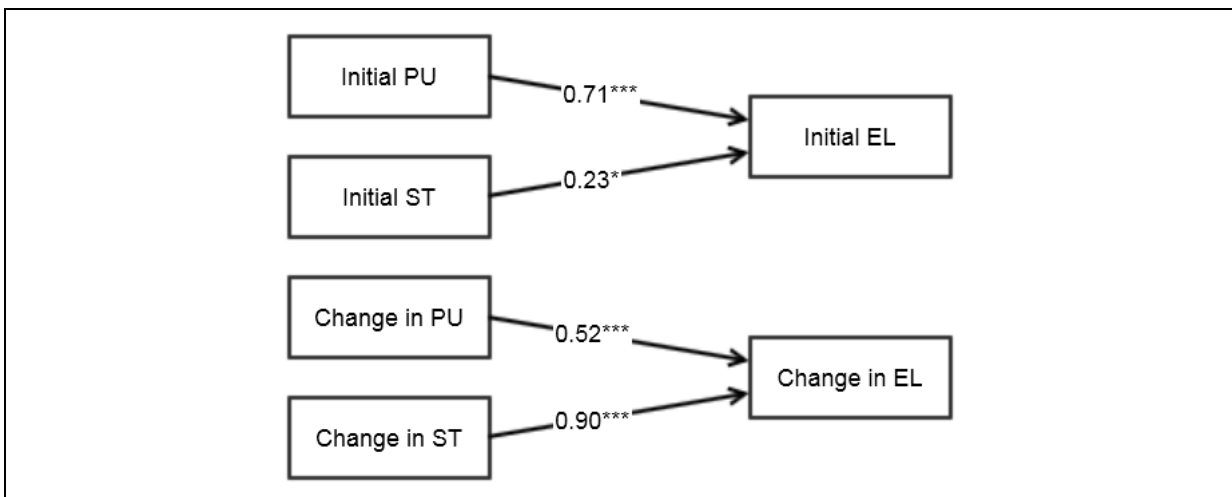 Initial PU
0.71***
Initial EL
Initial ST
0.23*
Change in PU
0.52***
Change in EL
Change in ST
0.90***